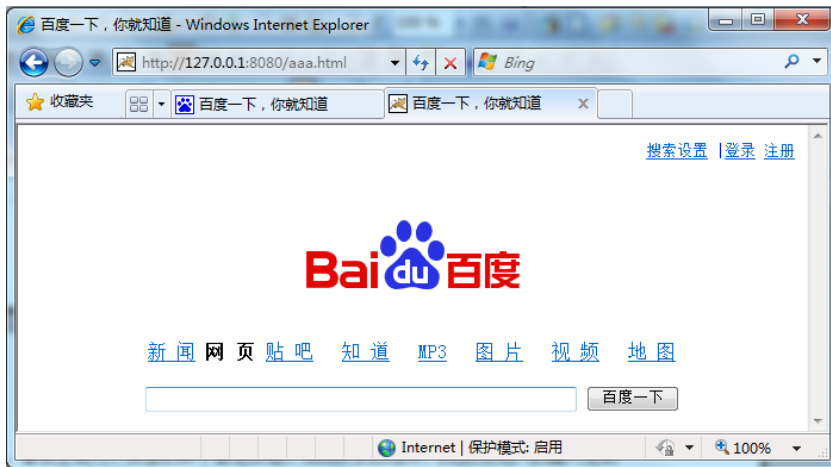 百度一下,你就知道 - Windows Internet Explorer
http://127.0.0.1:8080/aaa.html Bing
收藏夹 百度一下,你就知道 百度一下,你就知道
搜索设置 |登录 注册
Bai du 百度
新 闻 网 页 贴 吧 知 道 MP3 图 片 视 频 地 图
百度一下
Internet | 保护模式: 启用 100%